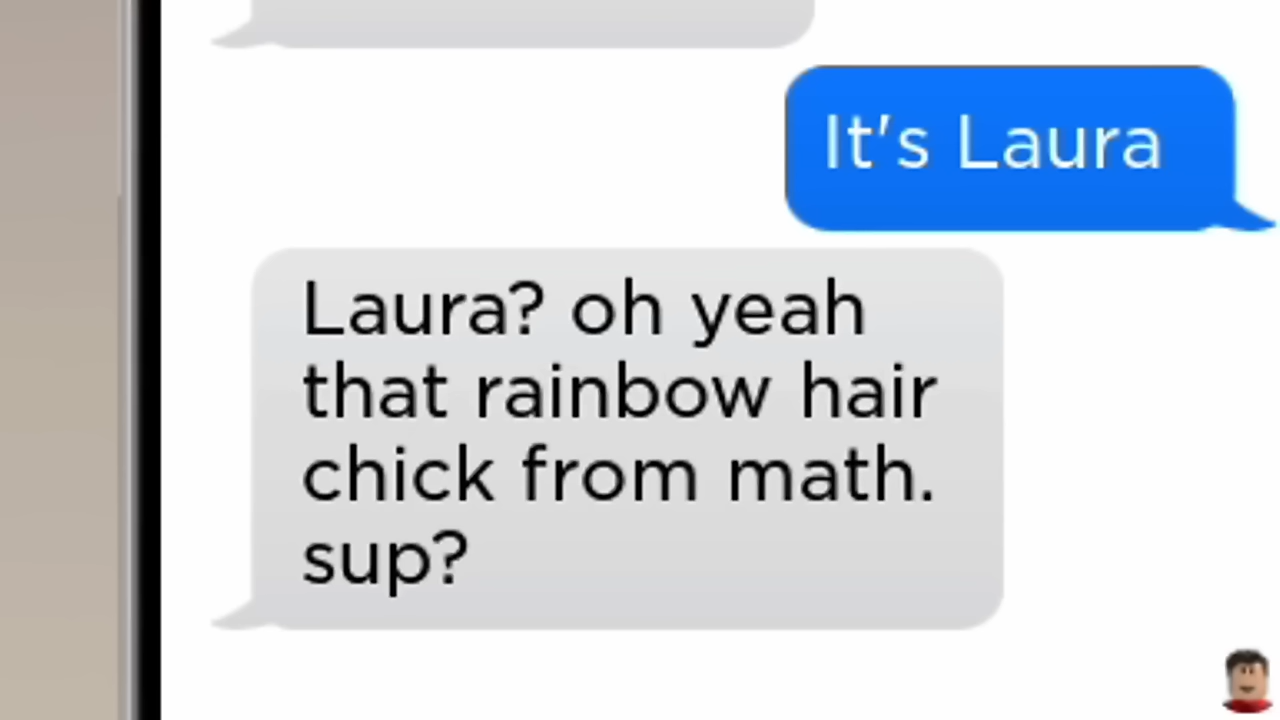 It's Laura
Laura? oh yeah
that rainbow hair
chick from math.
sup?